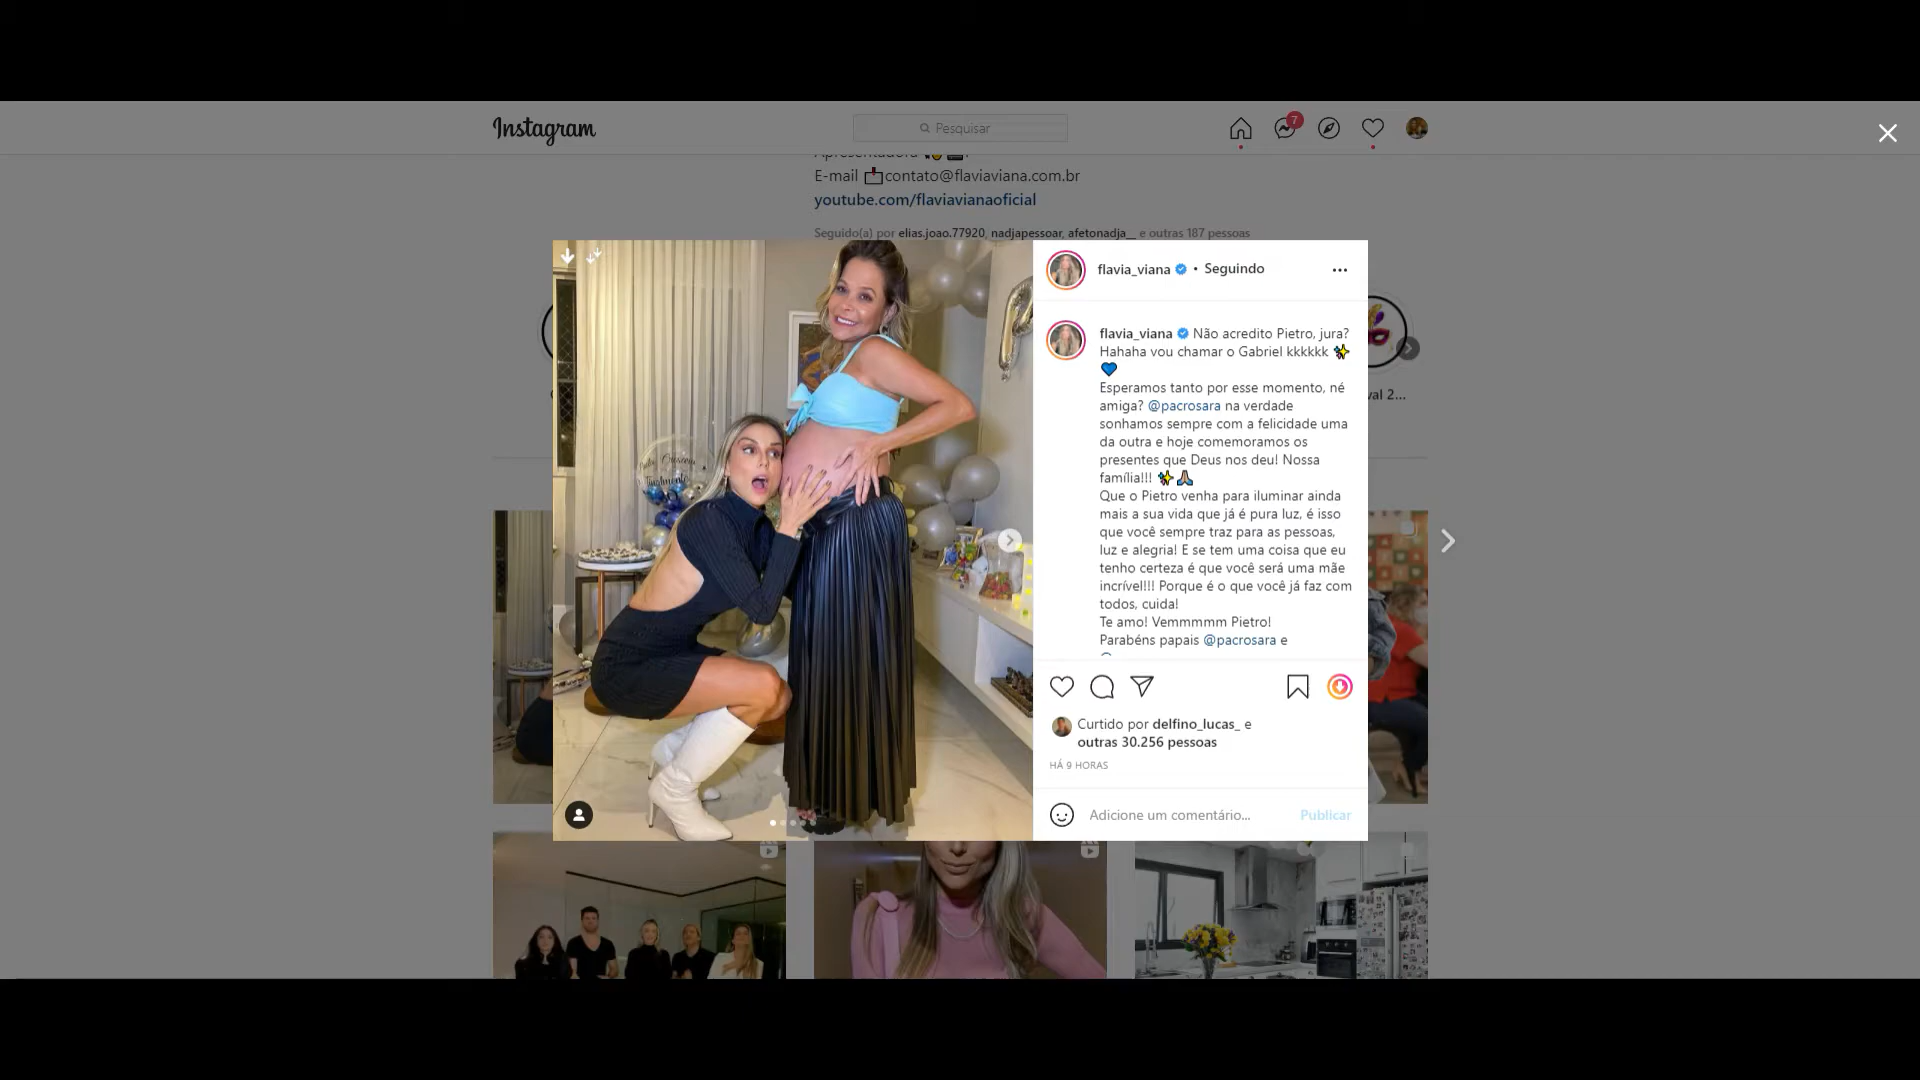 Instagram
Pesquisar
7
E-mail 📩contato@flaviaviana.com.br
youtube.com/flaviavianaoficial
Seguido(a) por elias.joao.77920, nadjapessoar, afetonadja__ e outras 187 pessoas
val 2...
flavia_viana • Seguindo
flavia_viana Não acredito Pietro, jura?
Hahaha vou chamar o Gabriel kkkkkk ✨
💙
Esperamos tanto por esse momento, né
amiga? @pacrosara na verdade
sonhamos sempre com a felicidade uma
da outra e hoje comemoramos os
presentes que Deus nos deu! Nossa
família!!! ✨🙏🏽
Que o Pietro venha para iluminar ainda
mais a sua vida que já é pura luz, é isso
que você sempre traz para as pessoas,
luz e alegria! E se tem uma coisa que eu
tenho certeza é que você será uma mãe
incrível!!! Porque é o que você já faz com
todos, cuida!
Te amo! Vemmmmm Pietro!
Parabéns papais @pacrosara e
Curtido por delfino_lucas_ e
outras 30.256 pessoas
HÁ 9 HORAS
Adicione um comentário...
Publicar